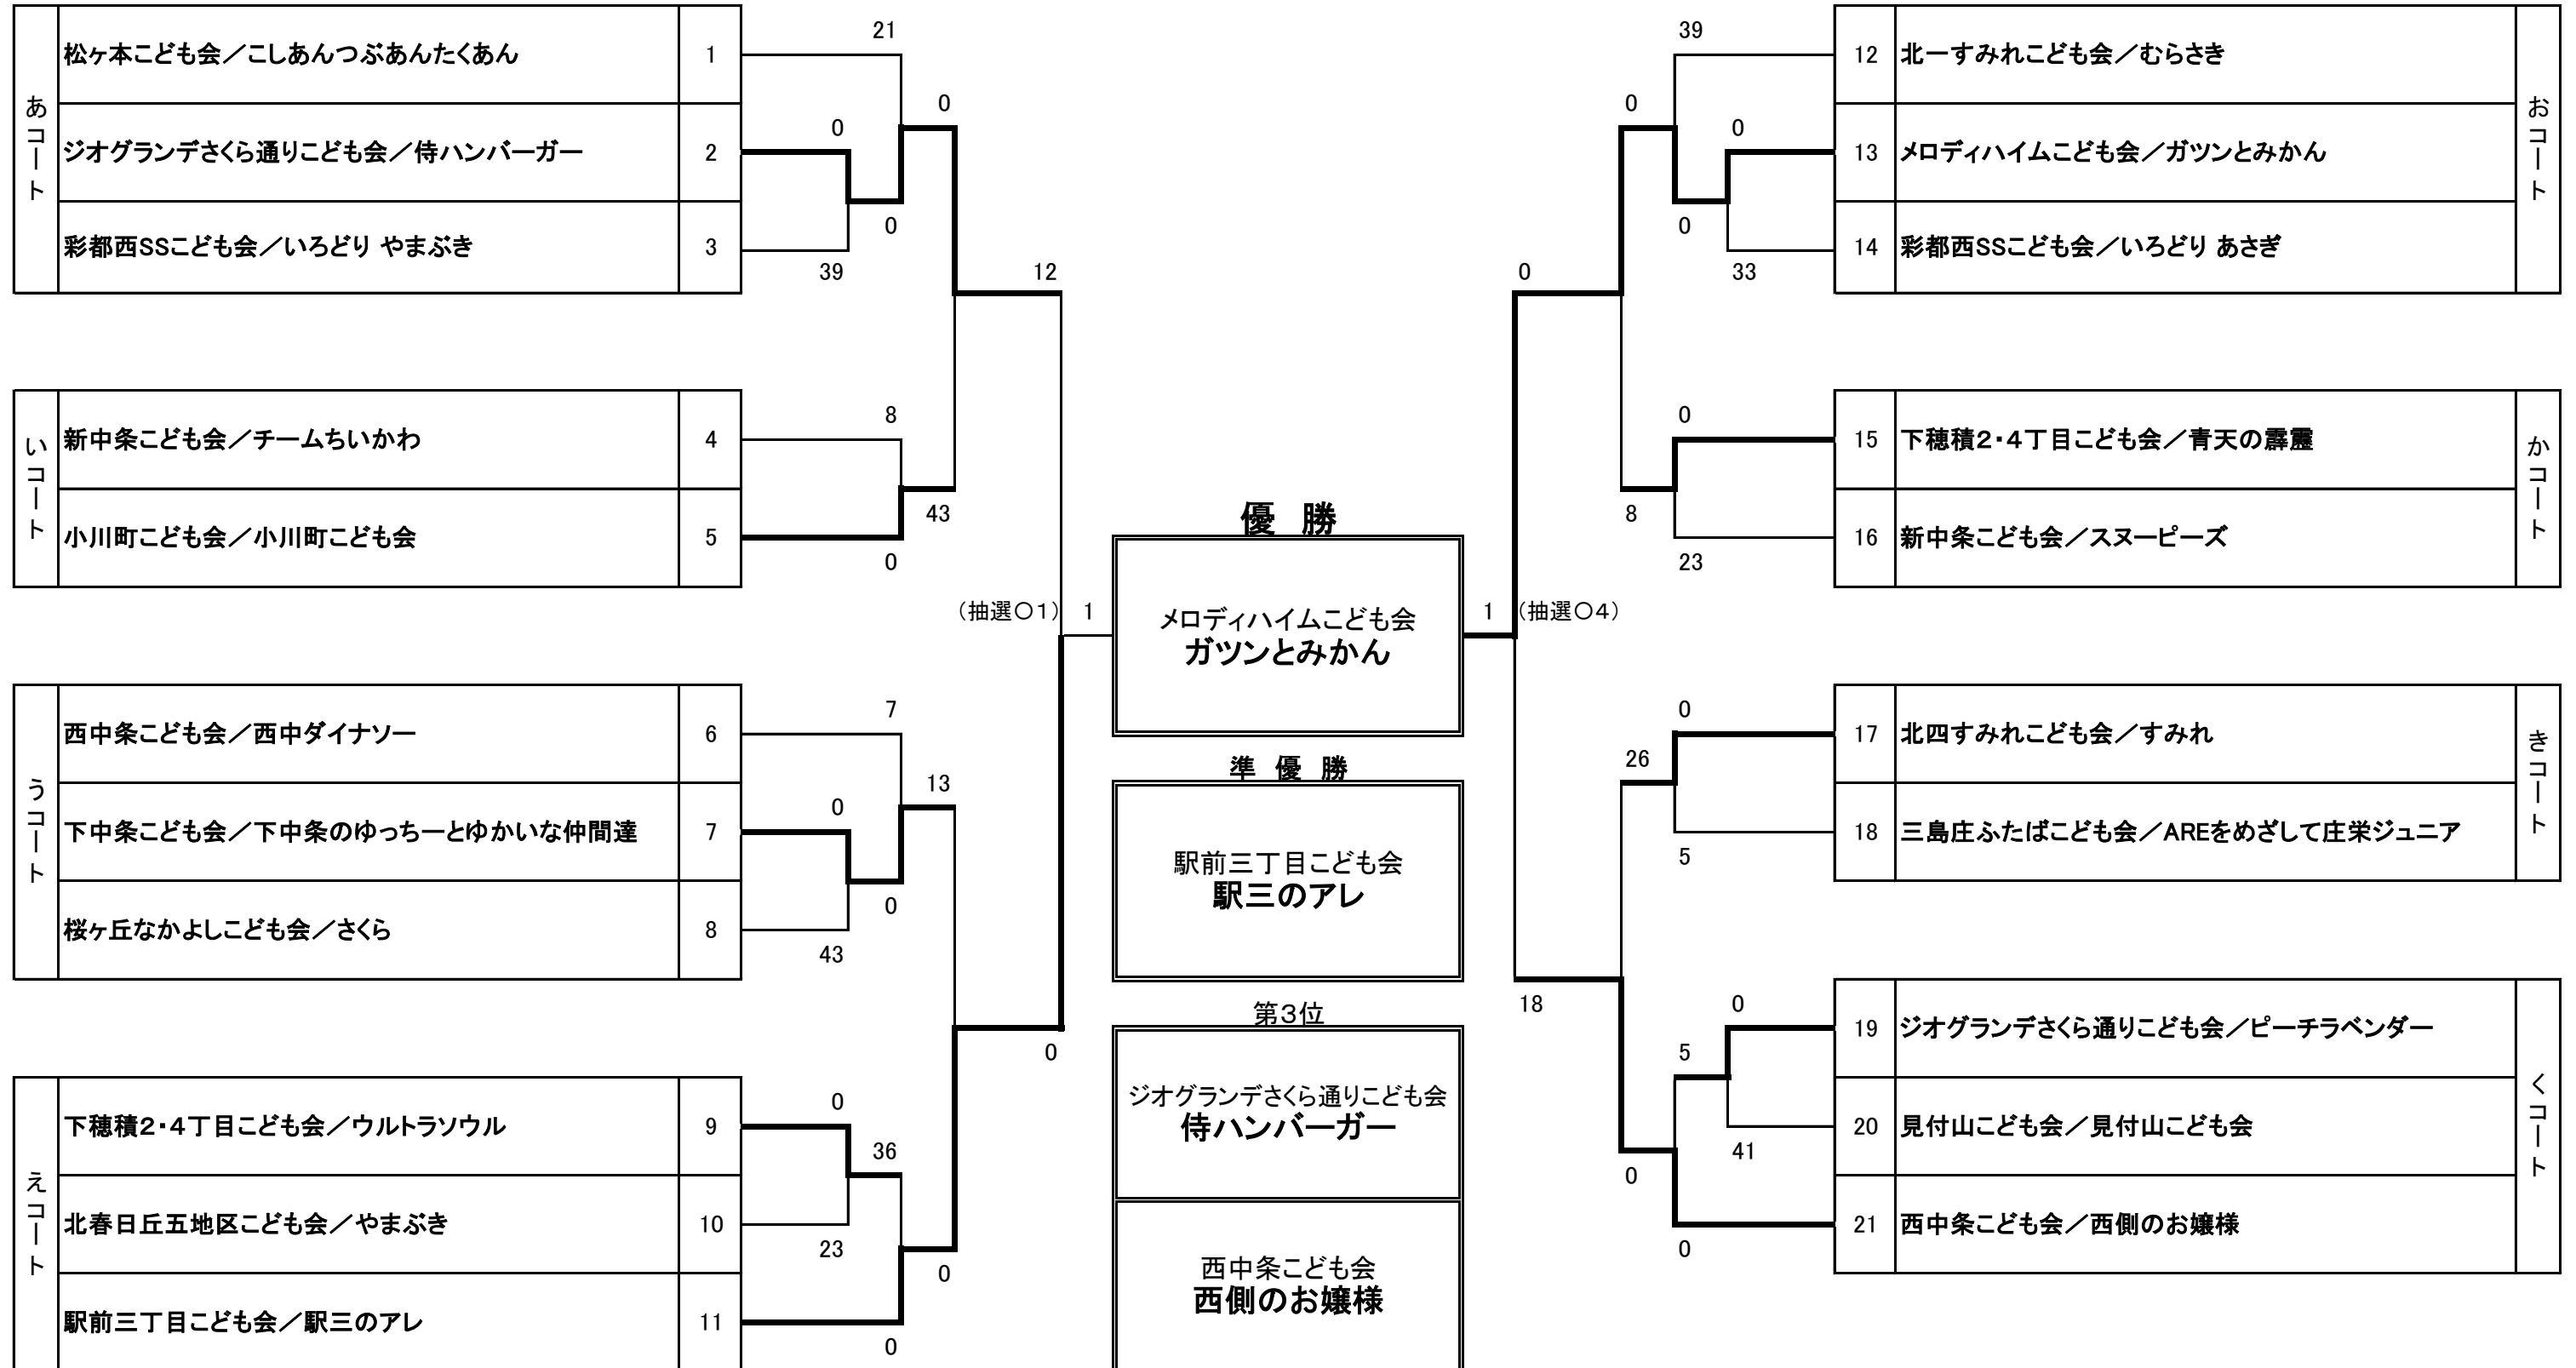 あコート
松ヶ本こども会／こしあんつぶあんたくあん 1
ジオグランデさくら通りこども会／侍ハンバーガー 2
彩都西SSこども会／いろどり やまぶき 3
21
0
0
0
39
12
いコート
新中条こども会／チームちいかわ 4
小川町こども会／小川町こども会 5
8
43
0
（抽選○1） 1
うコート
西中条こども会／西中ダイナソー 6
下中条こども会／下中条のゆっちーとゆかいな仲間達 7
桜ヶ丘なかよしこども会／さくら 8
7
13
0
0
43
0
えコート
下穂積2・4丁目こども会／ウルトラソウル 9
北春日丘五地区こども会／やまぶき 10
駅前三丁目こども会／駅三のアレ 11
0
36
23
0
0
優 勝
メロディハイムこども会
ガツンとみかん
準 優 勝
駅前三丁目こども会
駅三のアレ
第3位
ジオグランデさくら通りこども会
侍ハンバーガー
西中条こども会
西側のお嬢様
39
0
0
0
33
0
12 北一すみれこども会／むらさき
13 メロディハイムこども会／ガツンとみかん
14 彩都西SSこども会／いろどり あさぎ
おコート
0
8
23
15 下穂積2・4丁目こども会／青天の霹靂
16 新中条こども会／スヌーピーズ
かコート
1 （抽選○4）
0
26
5
17 北四すみれこども会／すみれ
18 三島庄ふたばこども会／AREをめざして庄栄ジュニア
きコート
18
0
5
41
0
0
19 ジオグランデさくら通りこども会／ピーチラベンダー
20 見付山こども会／見付山こども会
21 西中条こども会／西側のお嬢様
くコート